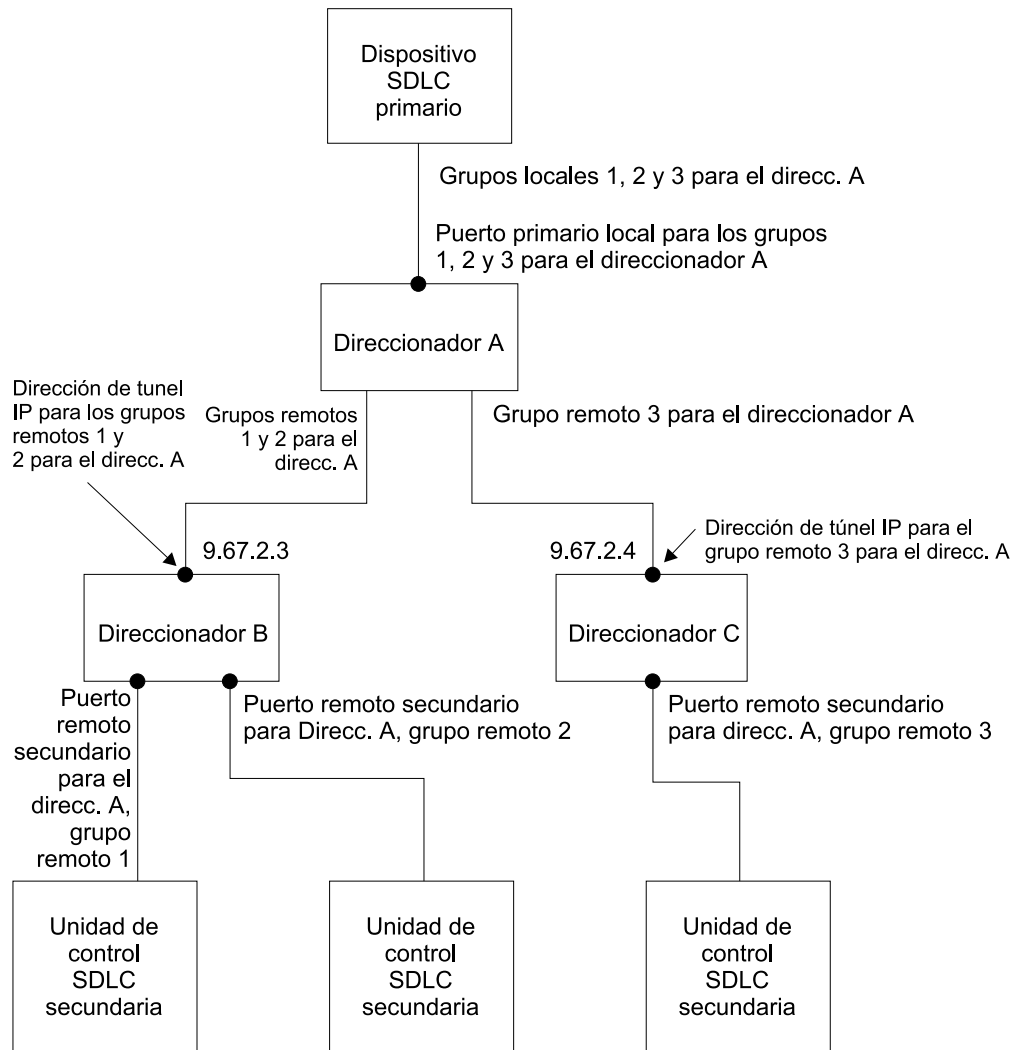 Dispositivo
SDLC
primario
Grupos locales 1, 2 y 3 para el direcc. A
Puerto primario local para los grupos
1, 2 y 3 para el direccionador A
Direccionador A
Dirección de tunel
IP para los grupos
remotos 1 y
2 para el direcc. A
Grupos remotos
1 y 2 para el
direcc. A
Grupo remoto 3 para el direccionador A
9.67.2.3
9.67.2.4
Dirección de túnel IP para el
grupo remoto 3 para el direcc. A
Direccionador B
Direccionador C
Puerto
remoto
secundario
para el
direcc. A,
grupo
remoto 1
Puerto remoto secundario
para Direcc. A, grupo remoto 2
Puerto remoto secundario
para direcc. A, grupo remoto 3
Unidad de
control
SDLC
secundaria
Unidad de
control
SDLC
secundaria
Unidad de
control
SDLC
secundaria